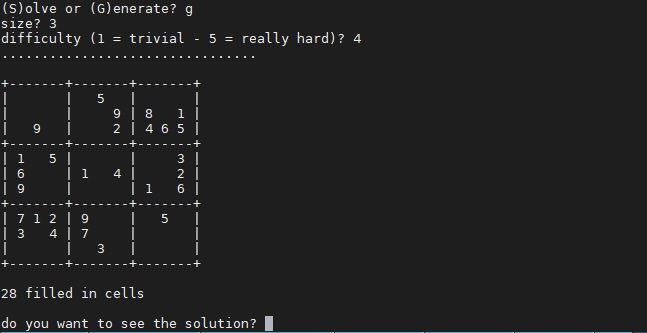 (S)olve or (G)enerate? g
size? 3
difficulty (1 = trivial - 5 = really hard)? 4
................................
+-------+-------+-------+
|       |   5   |       |
|       |     9 | 8   1 |
|   9   |     2 | 4 6 5 |
+-------+-------+-------+
| 1   5 |       |     3 |
| 6     | 1   4 |     2 |
| 9     |       | 1   6 |
+-------+-------+-------+
| 7 1 2 | 9     |   5   |
| 3   4 | 7     |       |
|       |   3   |       |
+-------+-------+-------+
28 filled in cells
do you want to see the solution?